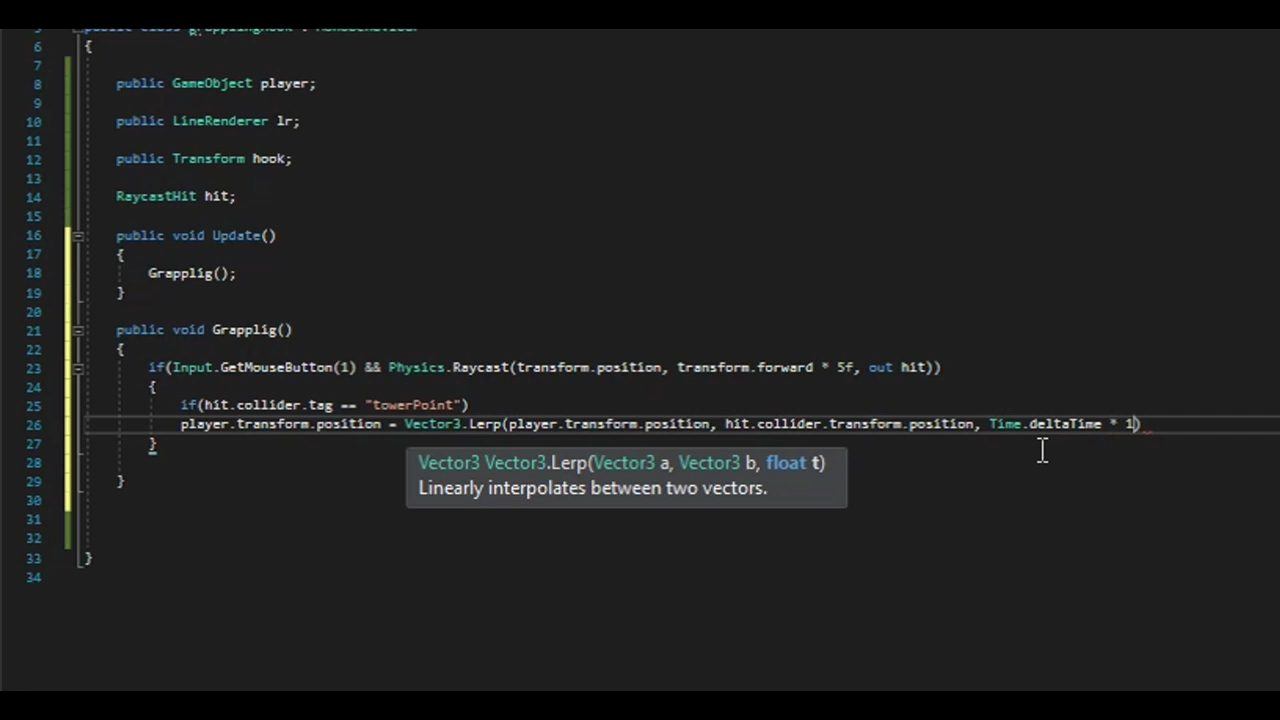 6 {
7
8 public GameObject player;
9
10 public LineRenderer lr;
11
12 public Transform hook;
13
14 RaycastHit hit;
15
16 public void Update()
17 {
18 Grapplig();
19 }
20
21 public void Grapplig()
22 {
23 if(Input.GetMouseButton(1) && Physics.Raycast(transform.position, transform.forward * 5f, out hit))
24 {
25 if(hit.collider.tag == "towerPoint")
26 player.transform.position = Vector3.Lerp(player.transform.position, hit.collider.transform.position, Time.deltaTime * 1)
27 }
Vector3 Vector3.Lerp(Vector3 a, Vector3 b, float t)
28
Linearly interpolates between two vectors.
29 }
30
31
32
33 }
34